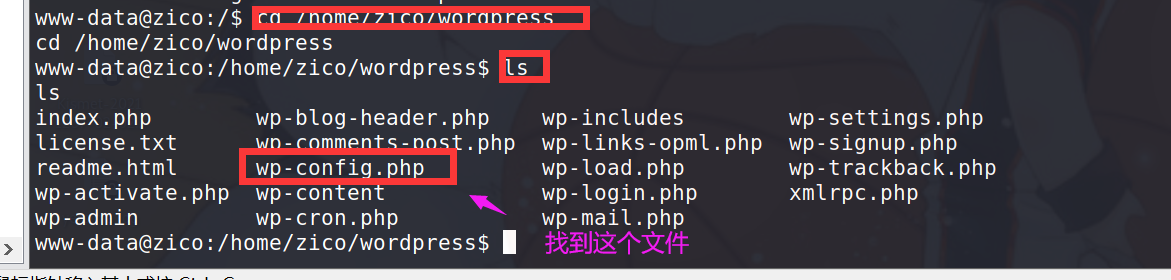 www-data@zico:/$ cd /home/zico/wordpress
cd /home/zico/wordpress
www-data@zico:/home/zico/wordpress$ ls
ls
index.php wp-blog-header.php wp-includes wp-settings.php
license.txt wp-comments-post.php wp-links-opml.php wp-signup.php
readme.html wp-config.php wp-load.php wp-trackback.php
wp-activate.php wp-content wp-login.php xmlrpc.php
wp-admin wp-cron.php wp-mail.php
www-data@zico:/home/zico/wordpress$ 找到这个文件